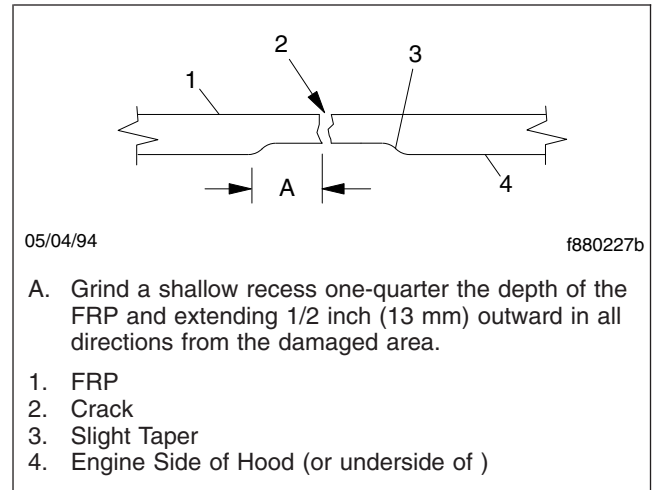 2
1
3
A
4
05/04/94
f880227b
A. Grind a shallow recess one-quarter the depth of the
FRP and extending 1/2 inch (13 mm) outward in all
directions from the damaged area.
1. FRP
2. Crack
3. Slight Taper
4. Engine Side of Hood (or underside of )